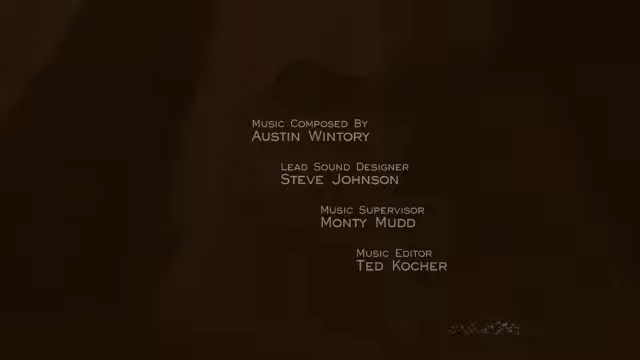 Music Composed By
Austin Wintory
Lead Sound Designer
Steve Johnson
Music Supervisor
Monty Mudd
Music Editor
Ted Kocher